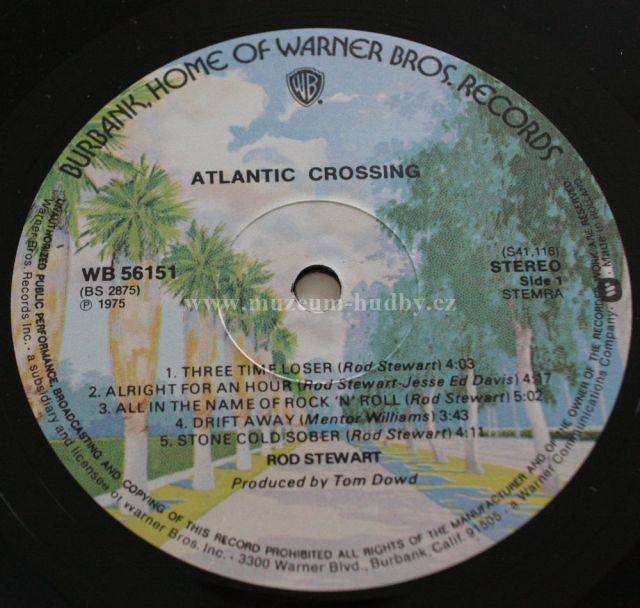 BURBANK, HOME OF WARNER BROS. RECORDS
WB
ATLANTIC CROSSING
WB 56151
(BS 2875)
℗ 1975
(S41.116)
STEREO
Side 1
STEMRA
www.muzeum-hudby.cz
1. THREE TIME LOSER (Rod Stewart) 4:03
2. ALRIGHT FOR AN HOUR (Rod Stewart-Jesse Ed Davis) 4:17
3. ALL IN THE NAME OF ROCK 'N' ROLL (Rod Stewart) 5:02
4. DRIFT AWAY (Mentor Williams) 3:43
5. STONE COLD SOBER (Rod Stewart) 4:11
ROD STEWART
Produced by Tom Dowd
UNAUTHORIZED PUBLIC PERFORMANCE, BROADCASTING AND COPYING OF THIS RECORD PROHIBITED ALL RIGHTS OF THE MANUFACTURER AND OF THE OWNER OF THE RECORDED WORK ARE RESERVED
Warner Bros. Records Inc. · a subsidiary and licensee of Warner Bros. Inc. · 3300 Warner Blvd., Burbank, Calif. 91505 · a Warner Communications Company · Made in